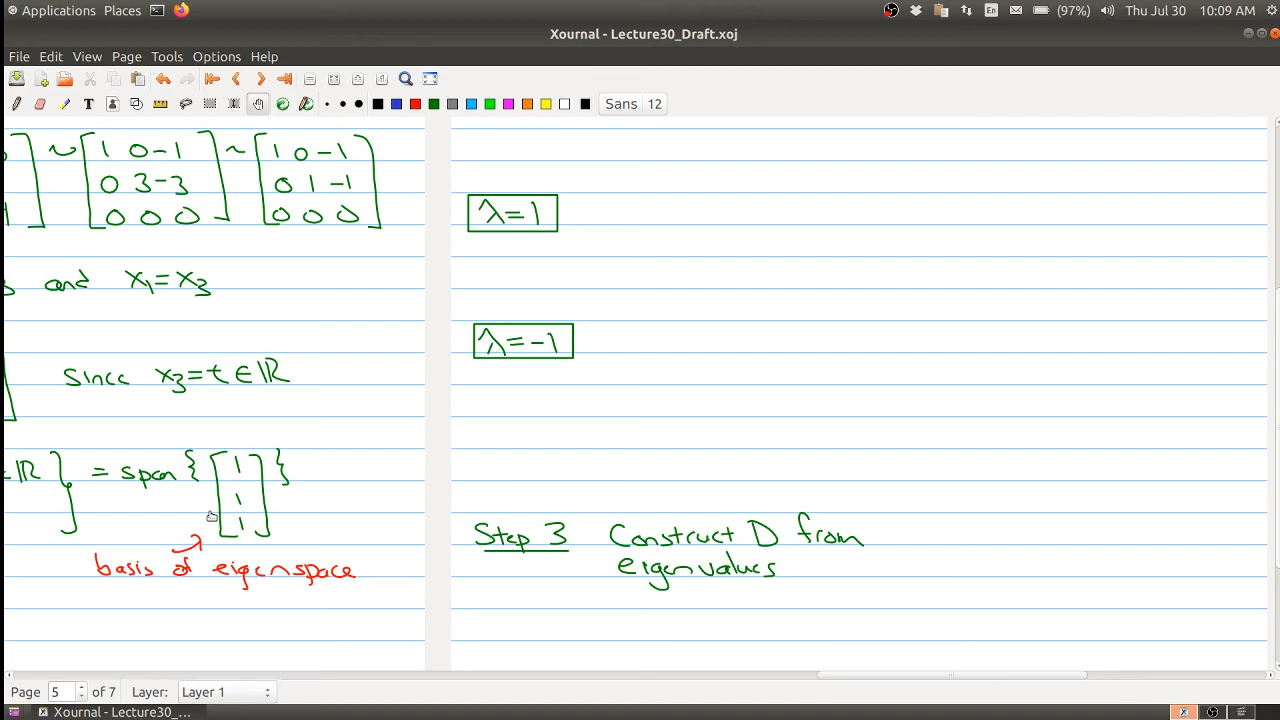 Applications Places En (97%) Thu Jul 30 10:09 AM
Xournal - Lecture30_Draft.xoj
File Edit View Page Tools Options Help
Sans 12
~ [1 0 -1 ~ [1 0 -1
0 3 -3 0 1 -1
0 0 0] 0 0 0]
and x₁=x₃
since x₃=t∈ℝ
∈ℝ } = span { [1
1
1] }
basis of eigenspace
λ=1
λ=-1
Step 3 Construct D from
eigenvalues
Page 5 of 7 Layer: Layer 1
Xournal - Lecture30_...